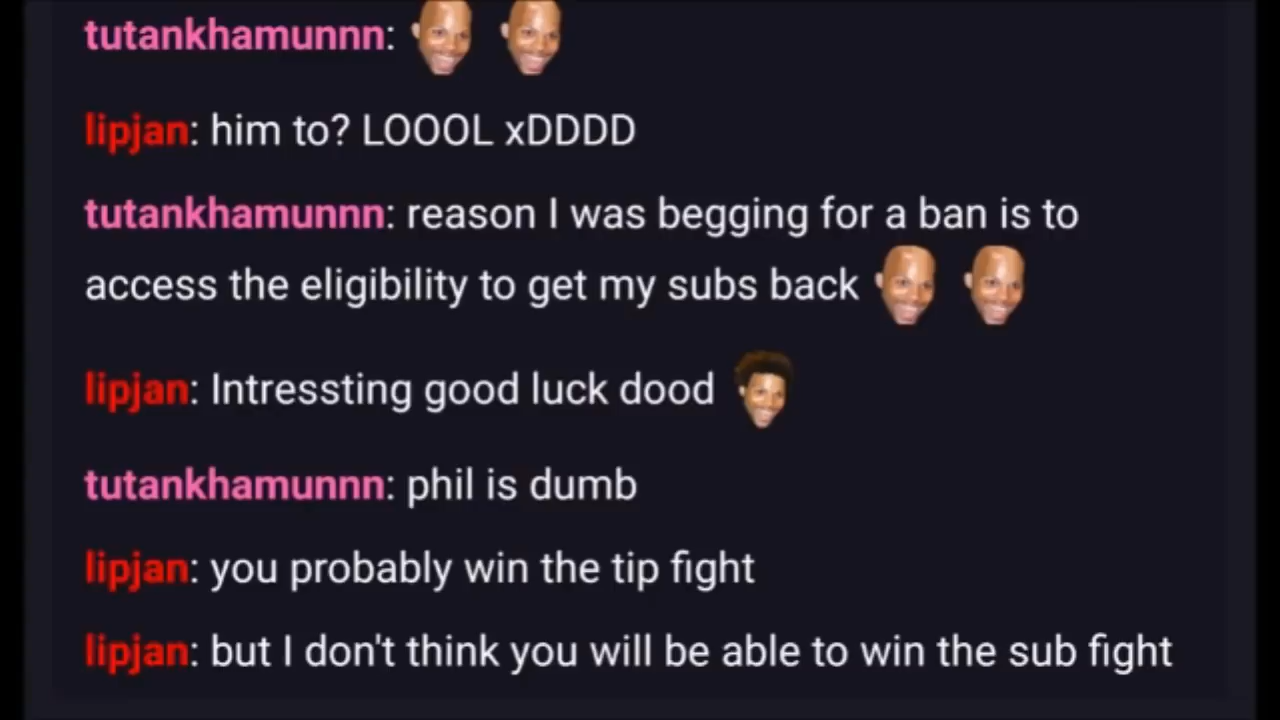 tutankhamunnn:
lipjan: him to? LOOOL xDDDD
tutankhamunnn: reason I was begging for a ban is to
access the eligibility to get my subs back
lipjan: Intressting good luck dood
tutankhamunnn: phil is dumb
lipjan: you probably win the tip fight
lipjan: but I don't think you will be able to win the sub fight